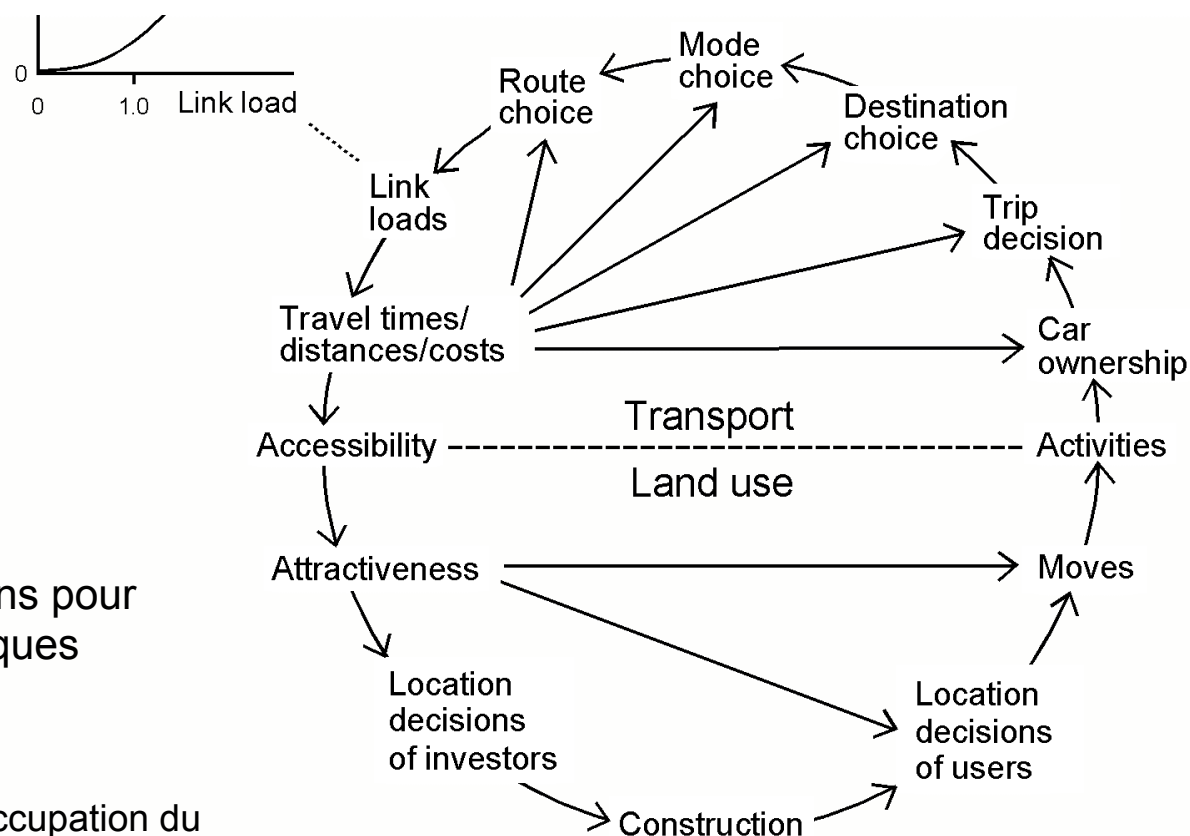 0
0
1.0
Link load
Mode
choice
Route
choice
Destination
choice
Link
loads
Trip
decision
Travel times/
distances/costs
Car
ownership
Transport
Accessibility
Activities
Land use
Attractiveness
Moves
ns pour
ques
Location
decisions
of investors
Location
decisions
of users
Construction
ccupation du